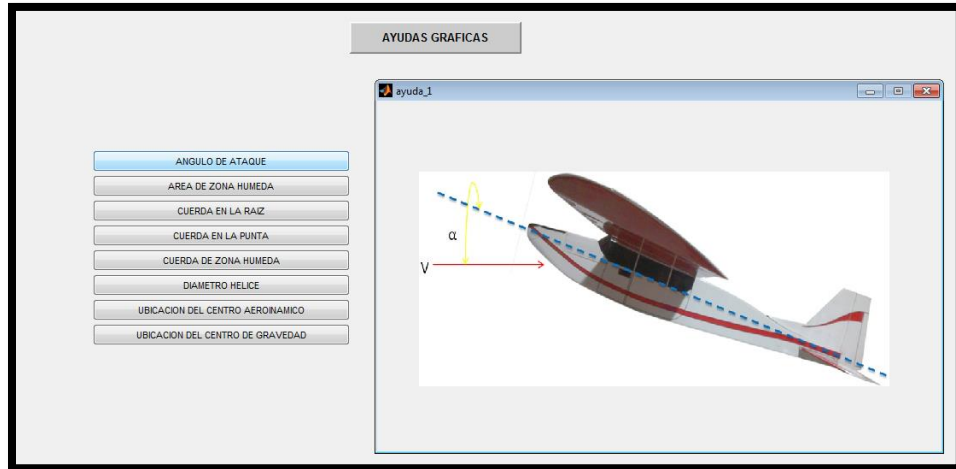 AYUDAS GRAFICAS
ayuda_1
ANGULO DE ATAQUE
AREA DE ZONA HUMEDA
CUERDA EN LA RAIZ
CUERDA EN LA PUNTA
CUERDA DE ZONA HUMEDA
DIAMETRO HELICE
UBICACION DEL CENTRO AEROINAMICO
UBICACION DEL CENTRO DE GRAVEDAD
α
V